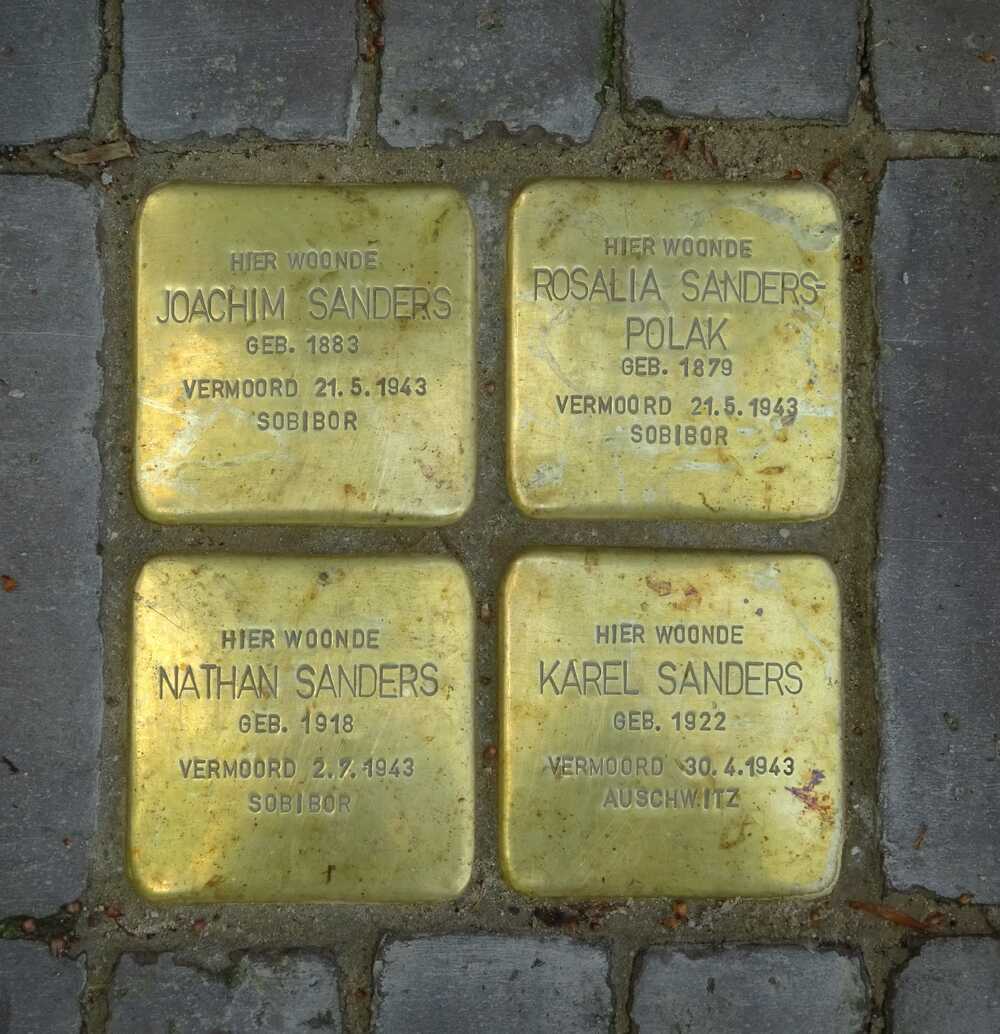 HIER WOONDE
JOACHIM SANDERS
GEB. 1883
VERMOORD 21.5.1943
SOBIBOR
HIER WOONDE
ROSALIA SANDERS-
POLAK
GEB. 1879
VERMOORD 21.5.1943
SOBIBOR
HIER WOONDE
NATHAN SANDERS
GEB. 1918
VERMOORD 2.7.1943
SOBIBOR
HIER WOONDE
KAREL SANDERS
GEB. 1922
VERMOORD 30.4.1943
AUSCHWITZ